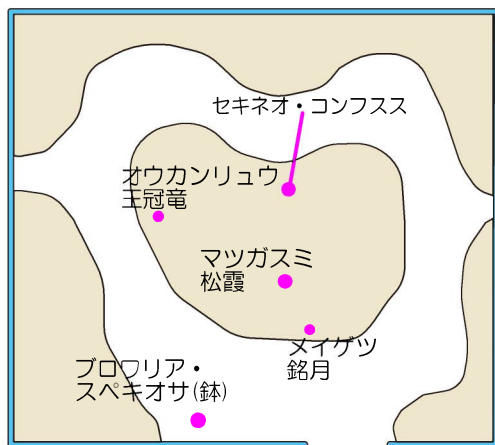 セキネオ・コンフスス
オウカンリュウ
王冠竜
マツガスミ
松霞
メイゲツ
銘月
ブロワリア・
スペキオサ(鉢)